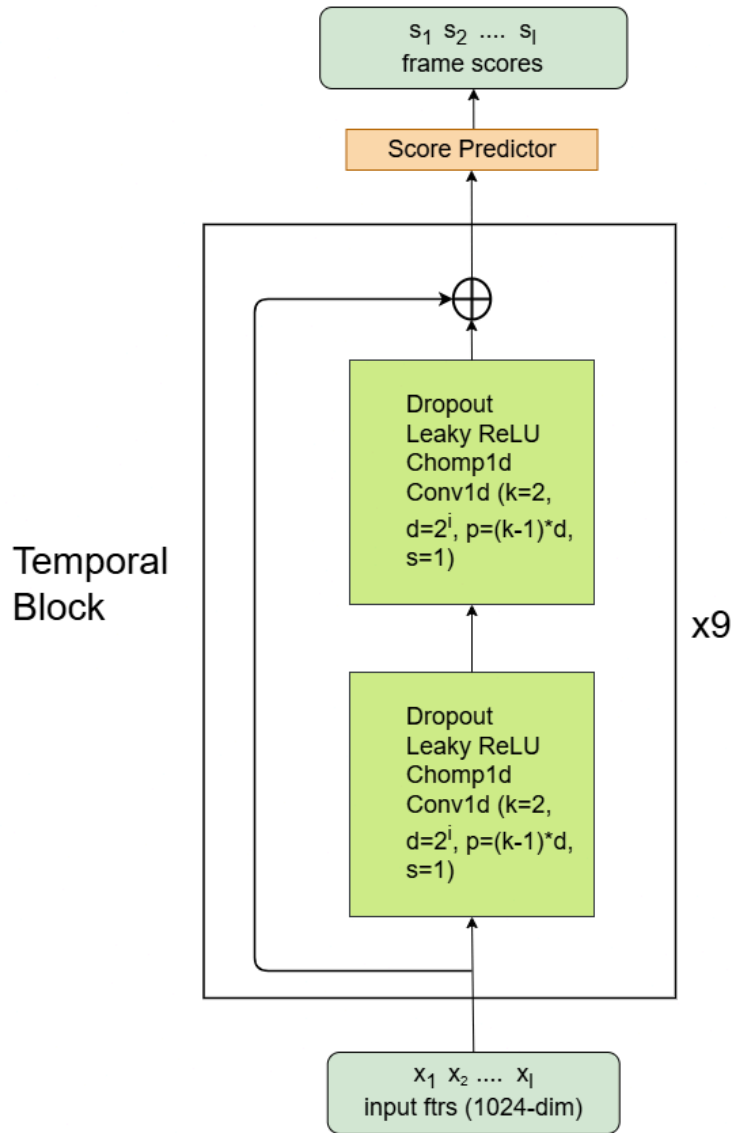 s₁ s₂ .... sₗ
frame scores
Score Predictor
Dropout
Leaky ReLU
Chomp1d
Conv1d (k=2,
d=2ⁱ, p=(k-1)*d,
s=1)
Temporal
Block
x9
Dropout
Leaky ReLU
Chomp1d
Conv1d (k=2,
d=2ⁱ, p=(k-1)*d,
s=1)
x₁ x₂ .... xₗ
input ftrs (1024-dim)